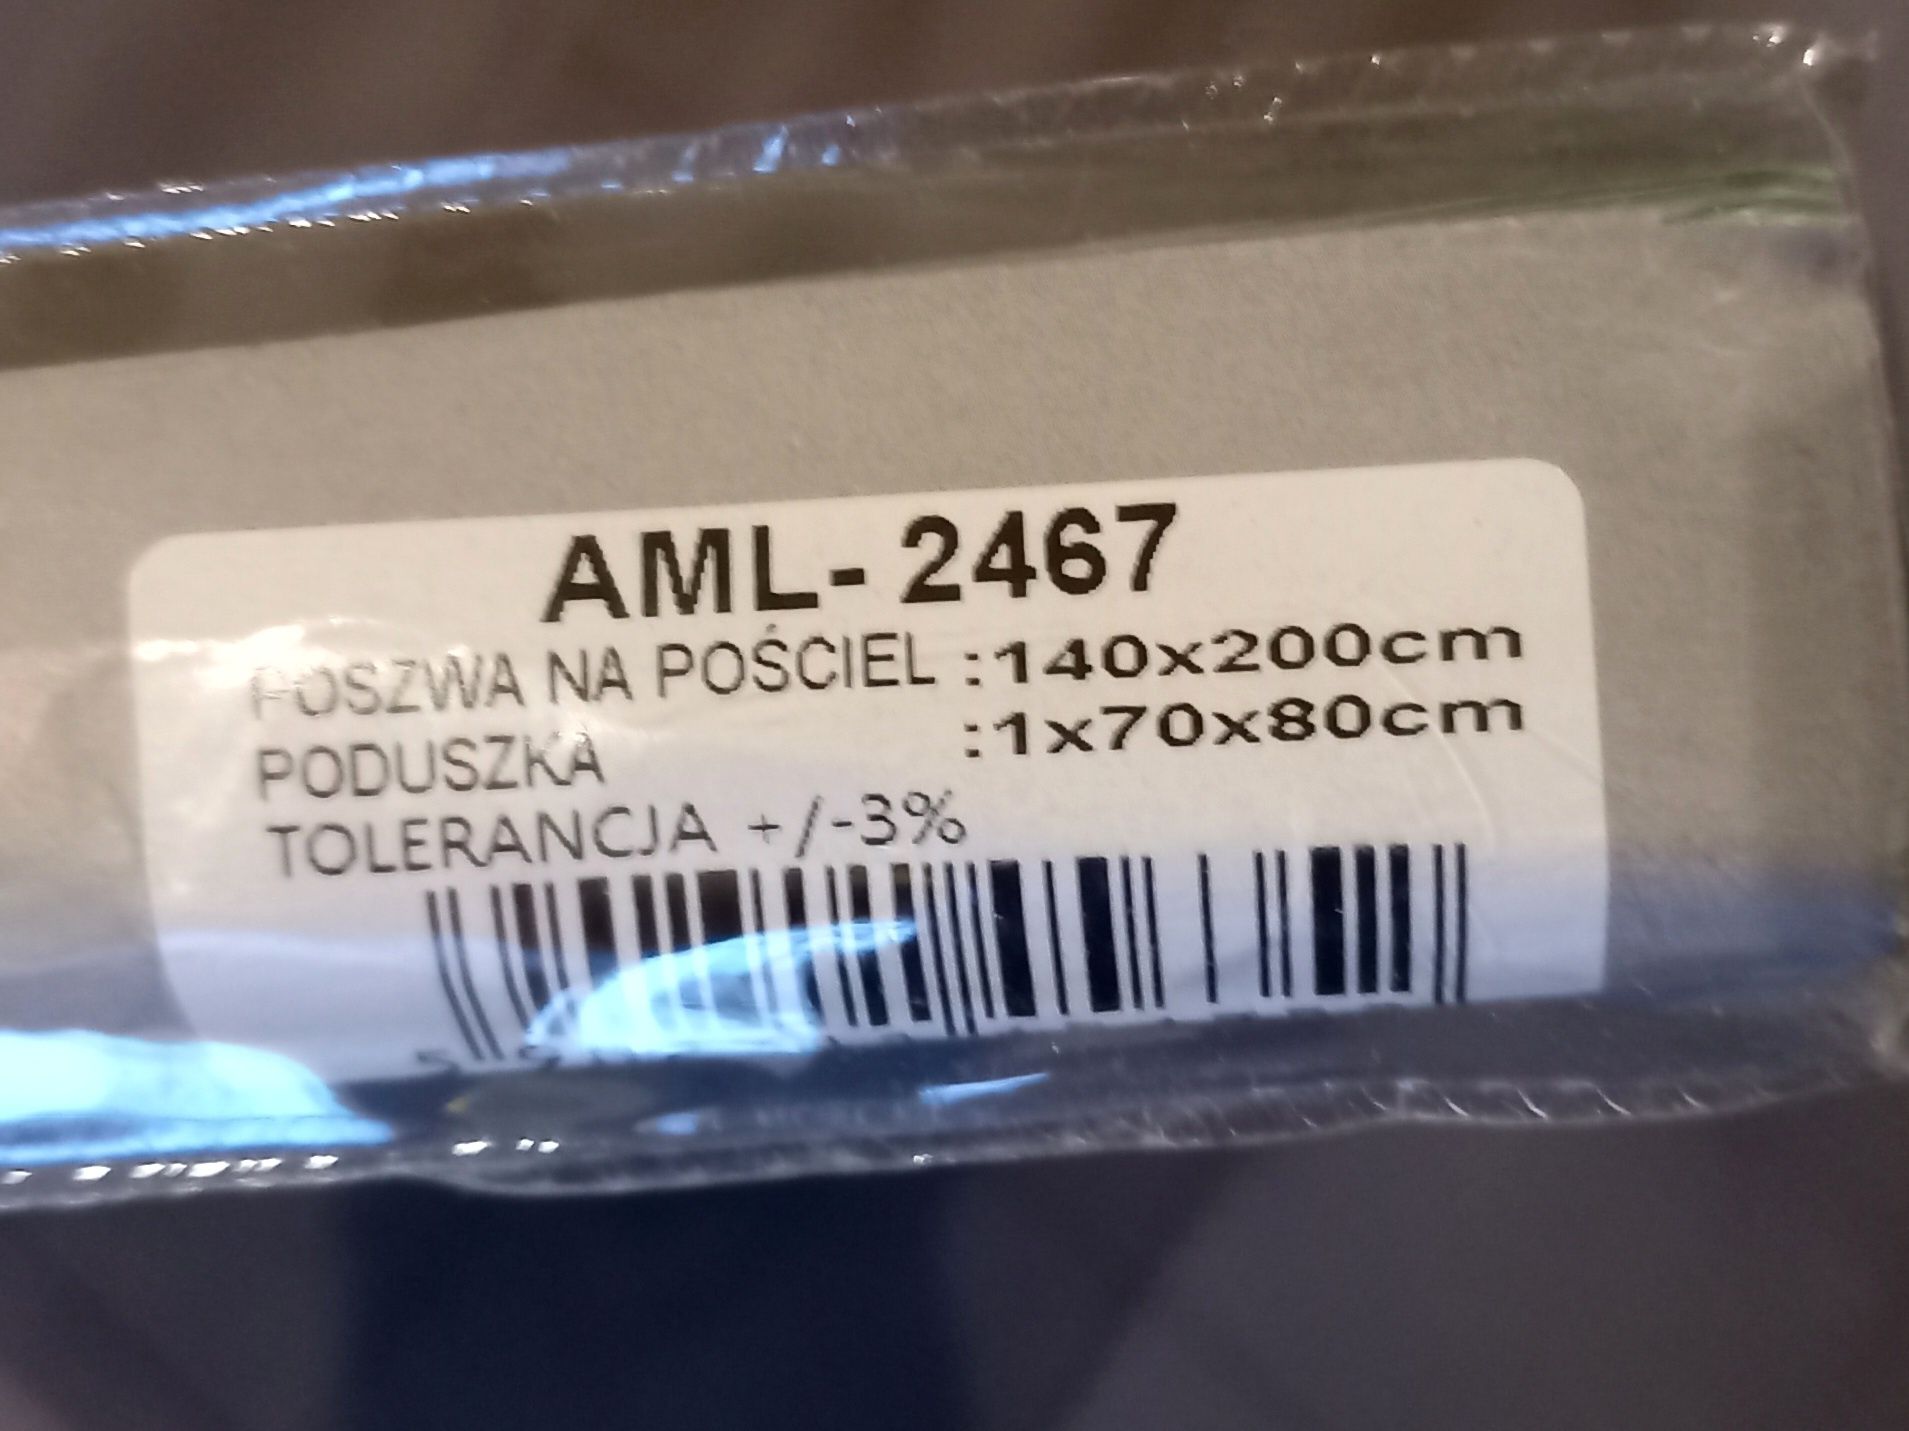 AML-2467
POSZWA NA POŚCIEL :140x200cm
PODUSZKA :1x70x80cm
TOLERANCJA +/-3%